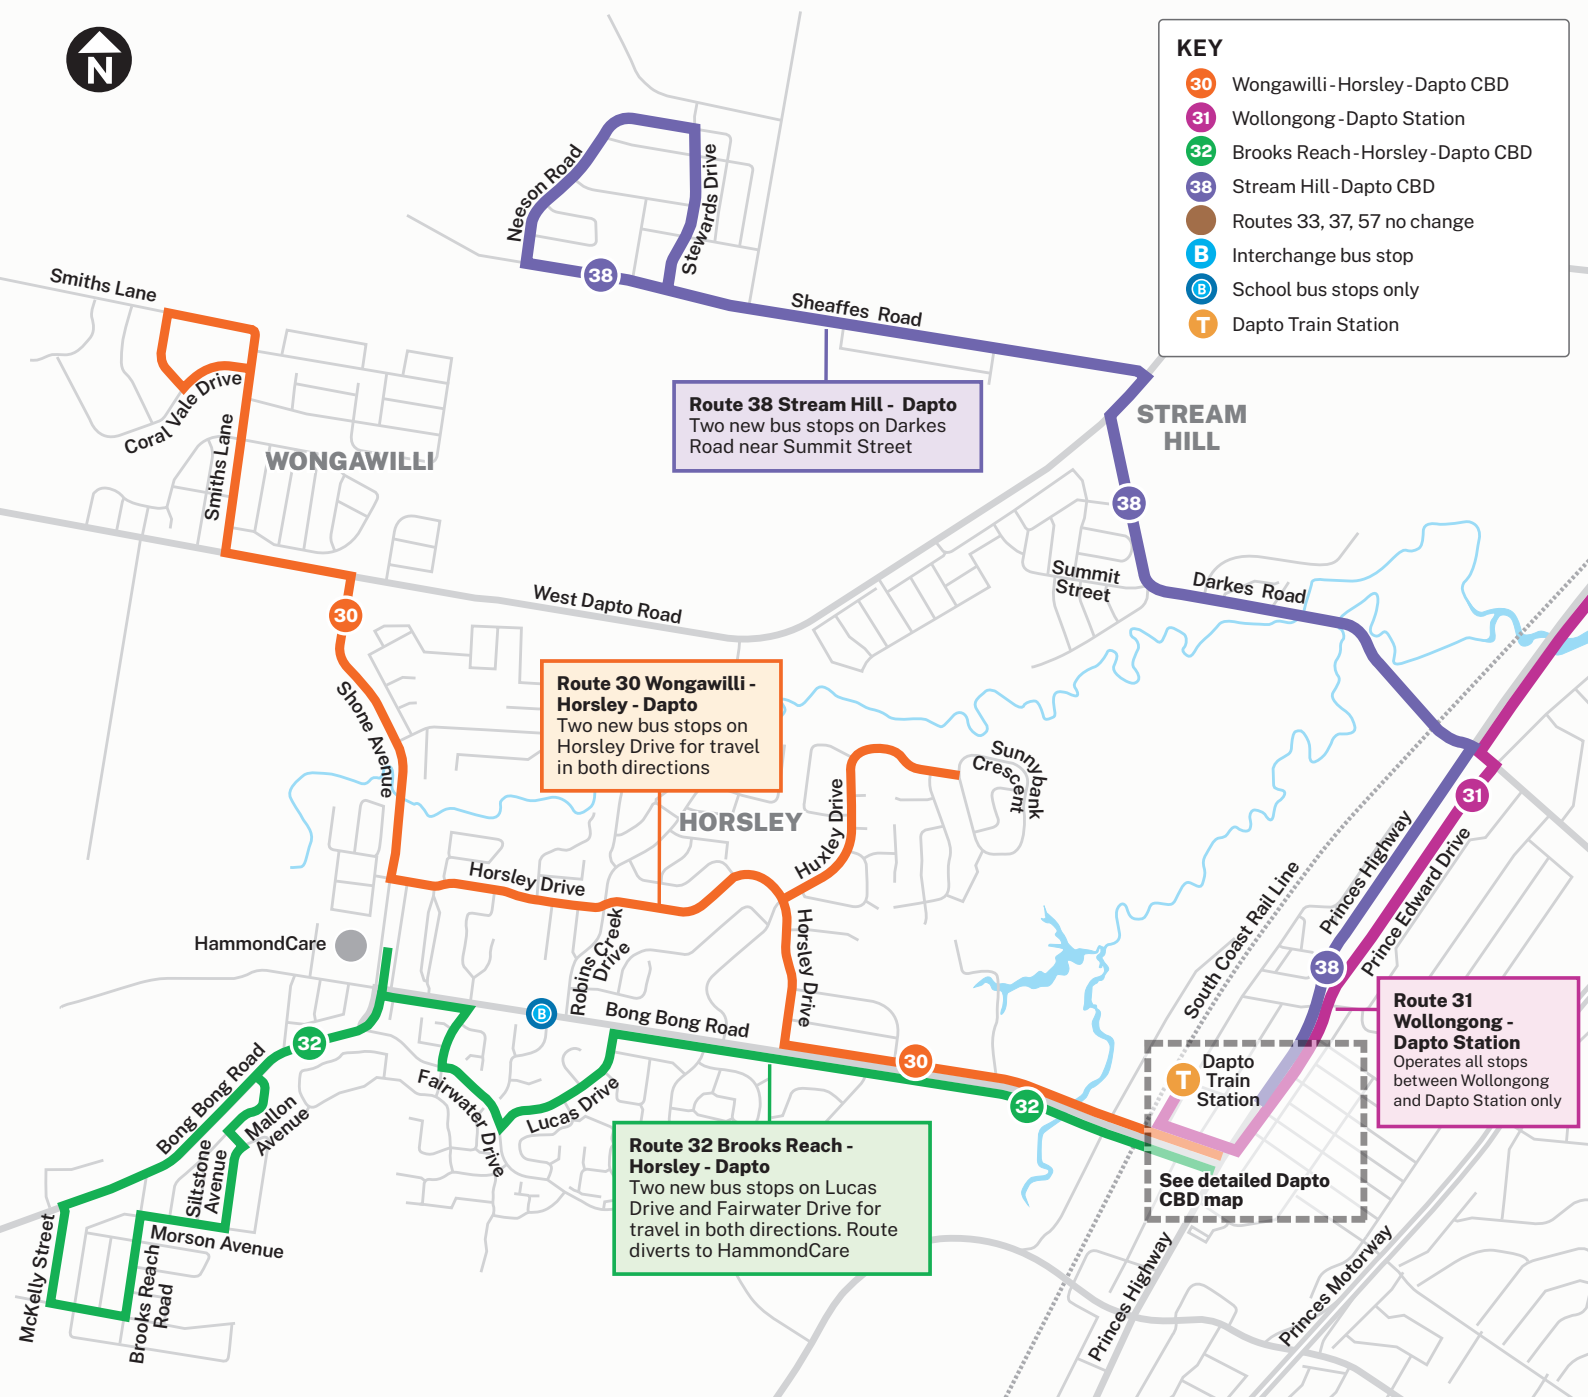 N
KEY
30 Wongawilli - Horsley - Dapto CBD
31 Wollongong - Dapto Station
32 Brooks Reach - Horsley - Dapto CBD
38 Stream Hill - Dapto CBD
Routes 33, 37, 57 no change
B Interchange bus stop
B School bus stops only
T Dapto Train Station
Neeson Road
Stewards Drive
38
Sheaffes Road
Smiths Lane
Coral Vale Drive
Smiths Lane
WONGAWILLI
Route 38 Stream Hill - Dapto
Two new bus stops on Darkes
Road near Summit Street
STREAM
HILL
38
Summit
Street
Darkes Road
West Dapto Road
30
Shone Avenue
Route 30 Wongawilli -
Horsley - Dapto
Two new bus stops on
Horsley Drive for travel
in both directions
HORSLEY
Sunnybank
Crescent
Huxley Drive
Horsley Drive
31
Princes Highway
Prince Edward Drive
South Coast Rail Line
HammondCare
Robins Creek
Drive
Horsley Drive
38
B
Bong Bong Road
32
30
32
Route 31
Wollongong -
Dapto Station
Operates all stops
between Wollongong
and Dapto Station only
T
Dapto
Train
Station
See detailed Dapto
CBD map
Bong Bong Road
Mallon
Avenue
Siltstone
Avenue
Fairwater Drive
Lucas Drive
Route 32 Brooks Reach -
Horsley - Dapto
Two new bus stops on Lucas
Drive and Fairwater Drive for
travel in both directions. Route
diverts to HammondCare
McKelly Street
Morson Avenue
Brooks Reach
Road
Princes Highway
Princes Motorway